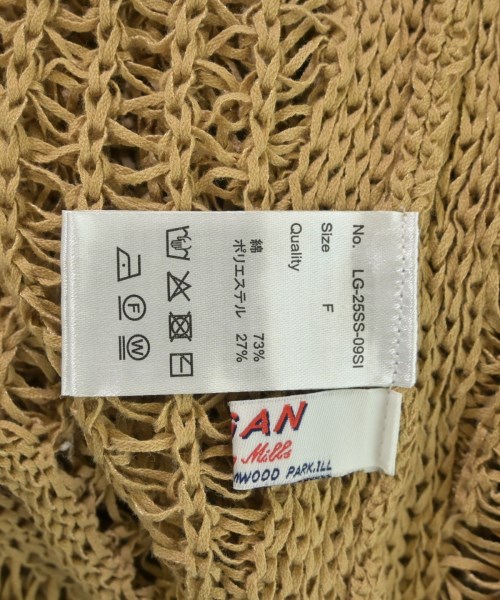 No. LG-25SS-09SI
Size F
Quality
綿 73%
ポリエステル 27%
F
W
GAN
Mills
WOOD PARK.ILL